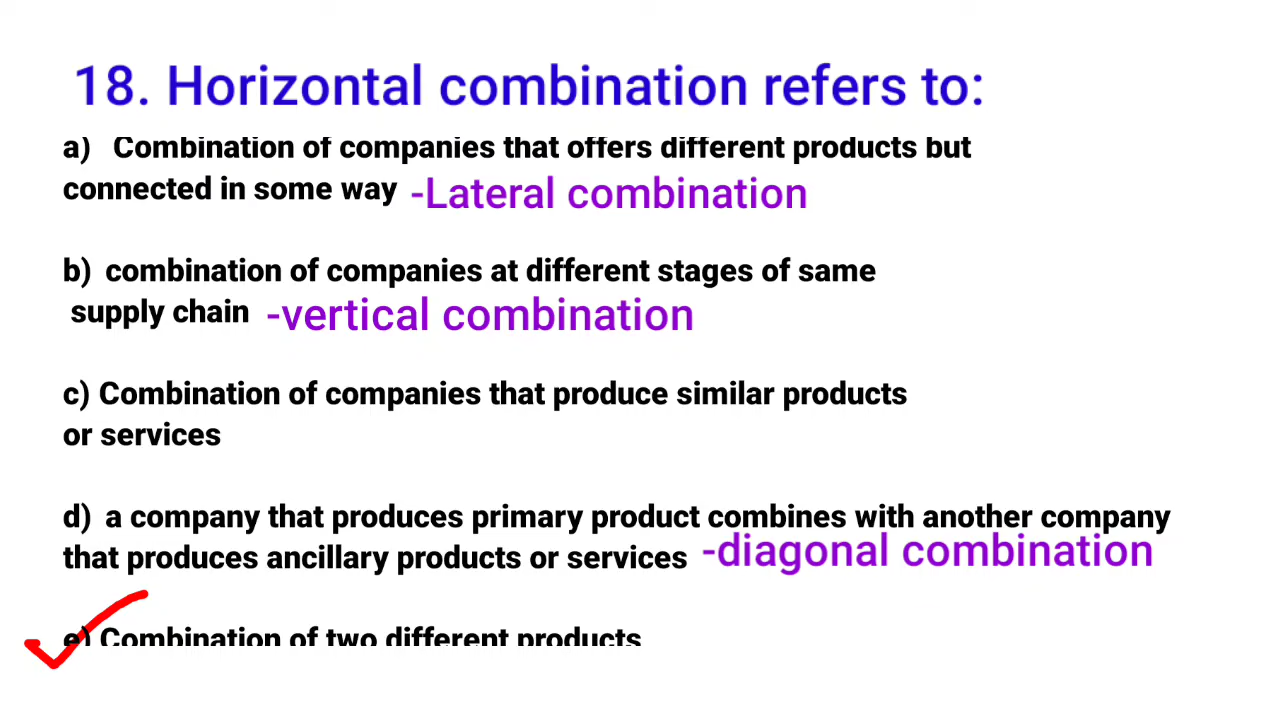 18. Horizontal combination refers to:
a) Combination of companies that offers different products but
connected in some way -Lateral combination
b) combination of companies at different stages of same
supply chain -vertical combination
c) Combination of companies that produce similar products
or services
d) a company that produces primary product combines with another company
that produces ancillary products or services -diagonal combination
e) Combination of two different products